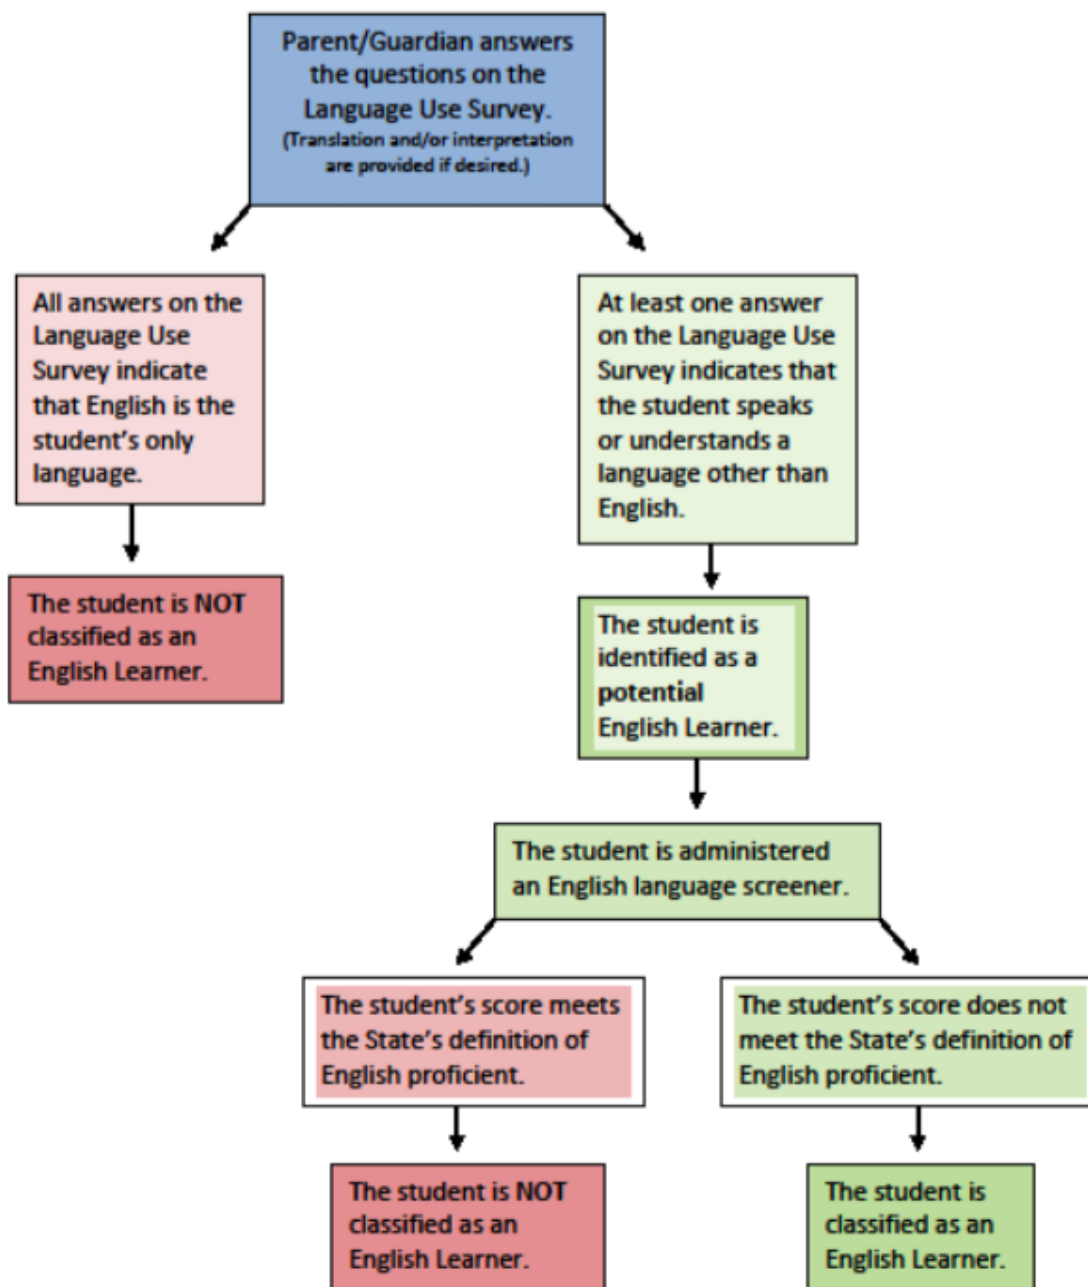 Parent/Guardian answers
the questions on the
Language Use Survey.
(Translation and/or interpretation
are provided if desired.)
All answers on the
Language Use
Survey indicate
that English is the
student's only
language.
At least one answer
on the Language Use
Survey indicates that
the student speaks
or understands a
language other than
English.
The student is NOT
classified as an
English Learner.
The student is
identified as a
potential
English Learner.
The student is administered
an English language screener.
The student's score meets
the State's definition of
English proficient.
The student's score does not
meet the State's definition of
English proficient.
The student is NOT
classified as an
English Learner.
The student is
classified as an
English Learner.